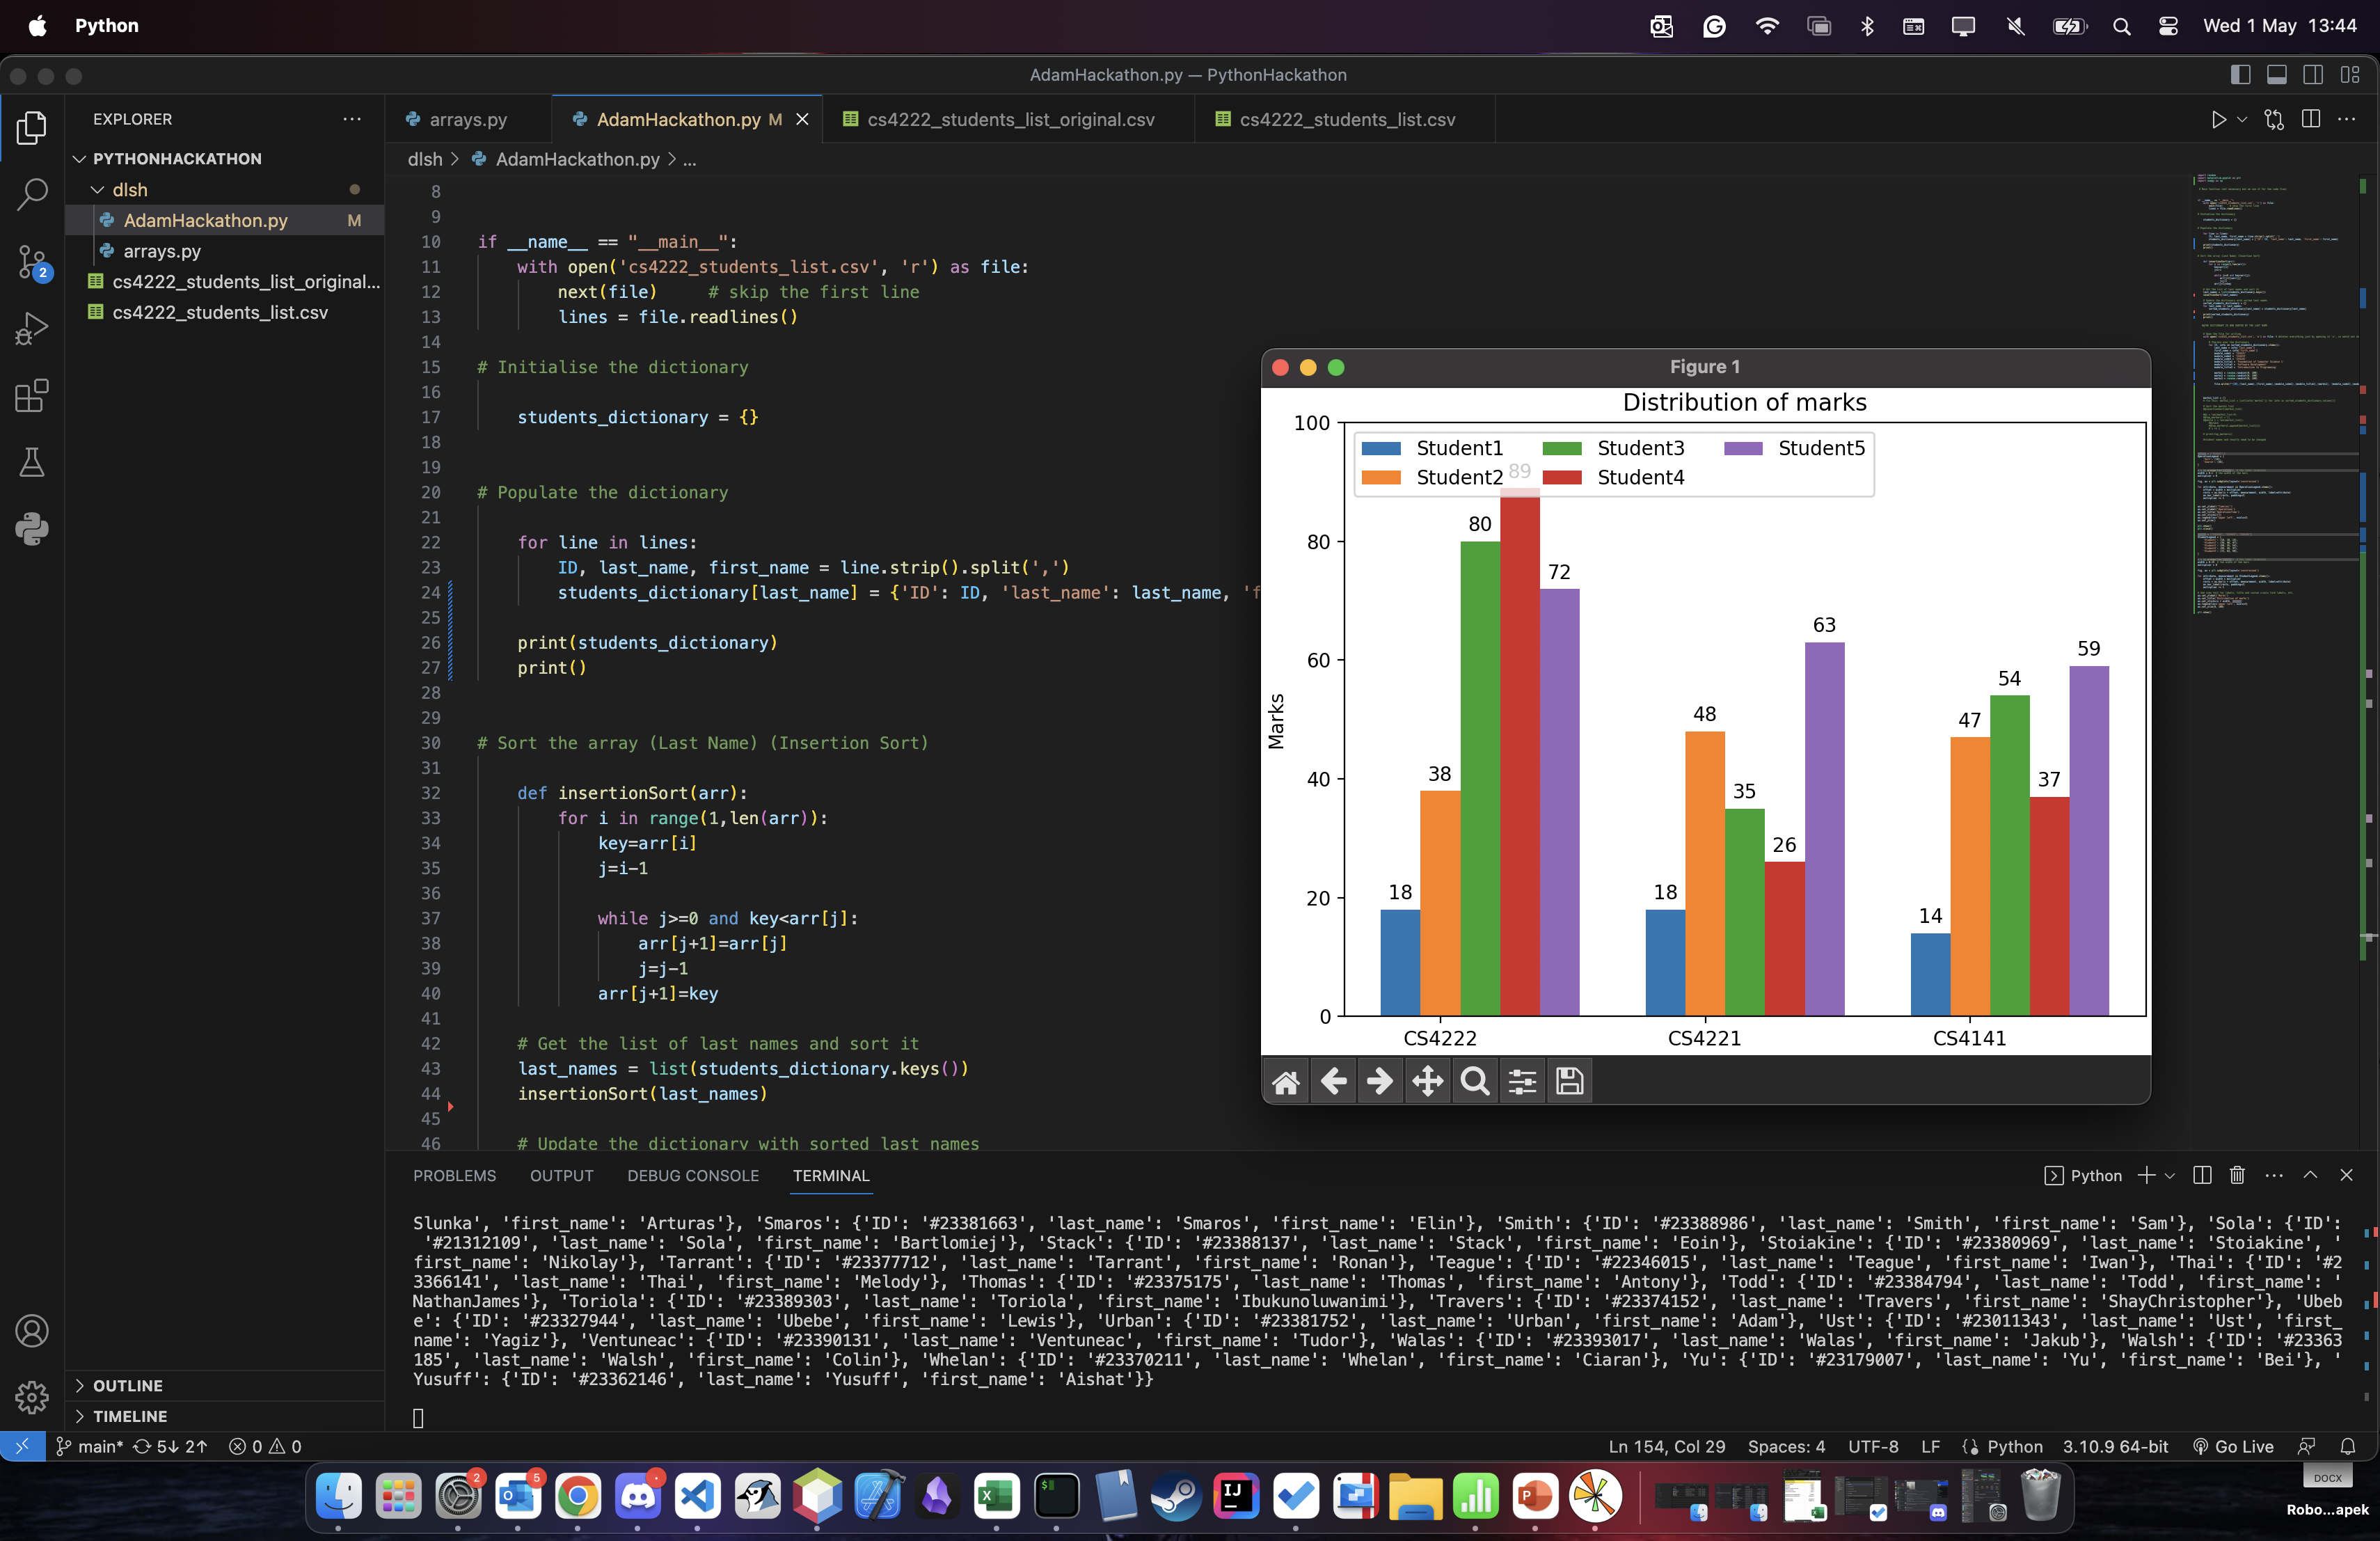 Python
Wed 1 May 13:44
AdamHackathon.py — PythonHackathon
EXPLORER
PYTHONHACKATHON
dlsh
AdamHackathon.py M
arrays.py
cs4222_students_list_original...
cs4222_students_list.csv
2
OUTLINE
TIMELINE
arrays.py
AdamHackathon.py M
cs4222_students_list_original.csv
cs4222_students_list.csv
dlsh > AdamHackathon.py > ...
8
9
10 if __name__ == "__main__":
11 with open('cs4222_students_list.csv', 'r') as file:
12 next(file) # skip the first line
13 lines = file.readlines()
14
15 # Initialise the dictionary
16
17 students_dictionary = {}
18
19
20 # Populate the dictionary
21
22 for line in lines:
23 ID, last_name, first_name = line.strip().split(',')
24 students_dictionary[last_name] = {'ID': ID, 'last_name': last_name, 'f
25
26 print(students_dictionary)
27 print()
28
29
30 # Sort the array (Last Name) (Insertion Sort)
31
32 def insertionSort(arr):
33 for i in range(1,len(arr)):
34 key=arr[i]
35 j=i-1
36
37 while j>=0 and key<arr[j]:
38 arr[j+1]=arr[j]
39 j=j-1
40 arr[j+1]=key
41
42 # Get the list of last names and sort it
43 last_names = list(students_dictionary.keys())
44 insertionSort(last_names)
45
46 # Update the dictionary with sorted last names
Figure 1
Distribution of marks
Student1 Student3 Student5
Student2 Student4
Marks
100
80
60
40
20
0
18 38 80 89 72
18 48 35 26 63
14 47 54 37 59
CS4222 CS4221 CS4141
PROBLEMS OUTPUT DEBUG CONSOLE TERMINAL
Python
Slunka', 'first_name': 'Arturas'}, 'Smaros': {'ID': '#23381663', 'last_name': 'Smaros', 'first_name': 'Elin'}, 'Smith': {'ID': '#23388986', 'last_name': 'Smith', 'first_name': 'Sam'}, 'Sola': {'ID':
'#21312109', 'last_name': 'Sola', 'first_name': 'Bartlomiej'}, 'Stack': {'ID': '#23388137', 'last_name': 'Stack', 'first_name': 'Eoin'}, 'Stoiakine': {'ID': '#23380969', 'last_name': 'Stoiakine', '
first_name': 'Nikolay'}, 'Tarrant': {'ID': '#23377712', 'last_name': 'Tarrant', 'first_name': 'Ronan'}, 'Teague': {'ID': '#22346015', 'last_name': 'Teague', 'first_name': 'Iwan'}, 'Thai': {'ID': '#2
3366141', 'last_name': 'Thai', 'first_name': 'Melody'}, 'Thomas': {'ID': '#23375175', 'last_name': 'Thomas', 'first_name': 'Antony'}, 'Todd': {'ID': '#23384794', 'last_name': 'Todd', 'first_name': '
NathanJames'}, 'Toriola': {'ID': '#23389303', 'last_name': 'Toriola', 'first_name': 'Ibukunoluwanimi'}, 'Travers': {'ID': '#23374152', 'last_name': 'Travers', 'first_name': 'ShayChristopher'}, 'Ubeb
e': {'ID': '#23327944', 'last_name': 'Ubebe', 'first_name': 'Lewis'}, 'Urban': {'ID': '#23381752', 'last_name': 'Urban', 'first_name': 'Adam'}, 'Ust': {'ID': '#23011343', 'last_name': 'Ust', 'first_
name': 'Yagiz'}, 'Ventuneac': {'ID': '#23390131', 'last_name': 'Ventuneac', 'first_name': 'Tudor'}, 'Walas': {'ID': '#23393017', 'last_name': 'Walas', 'first_name': 'Jakub'}, 'Walsh': {'ID': '#23363
185', 'last_name': 'Walsh', 'first_name': 'Colin'}, 'Whelan': {'ID': '#23370211', 'last_name': 'Whelan', 'first_name': 'Ciaran'}, 'Yu': {'ID': '#23179007', 'last_name': 'Yu', 'first_name': 'Bei'}, '
Yusuff': {'ID': '#23362146', 'last_name': 'Yusuff', 'first_name': 'Aishat'}}
main* 5↓ 2↑ 0 0
Ln 154, Col 29 Spaces: 4 UTF-8 LF Python 3.10.9 64-bit Go Live
2 5
IJ
DOCX
Robo...apek